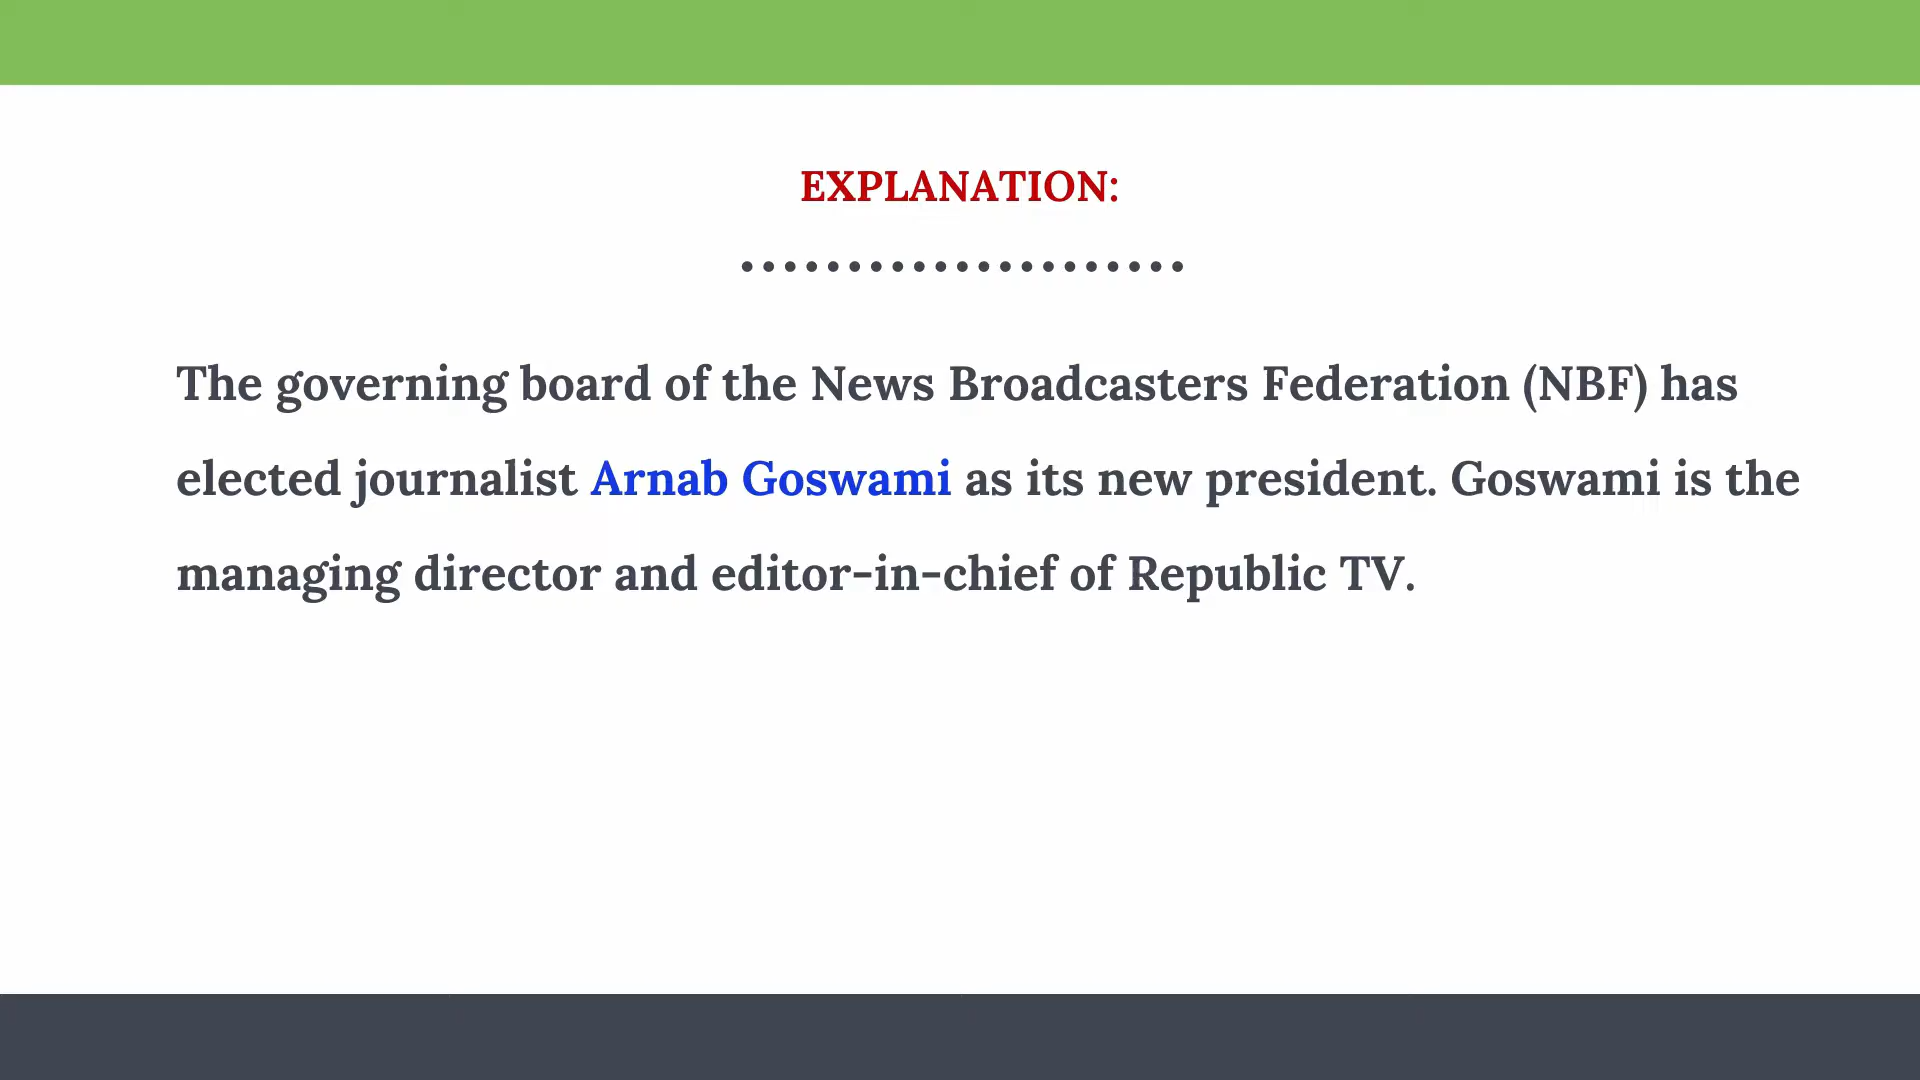 EXPLANATION:
The governing board of the News Broadcasters Federation (NBF) has
elected journalist Arnab Goswami as its new president. Goswami is the
managing director and editor-in-chief of Republic TV.